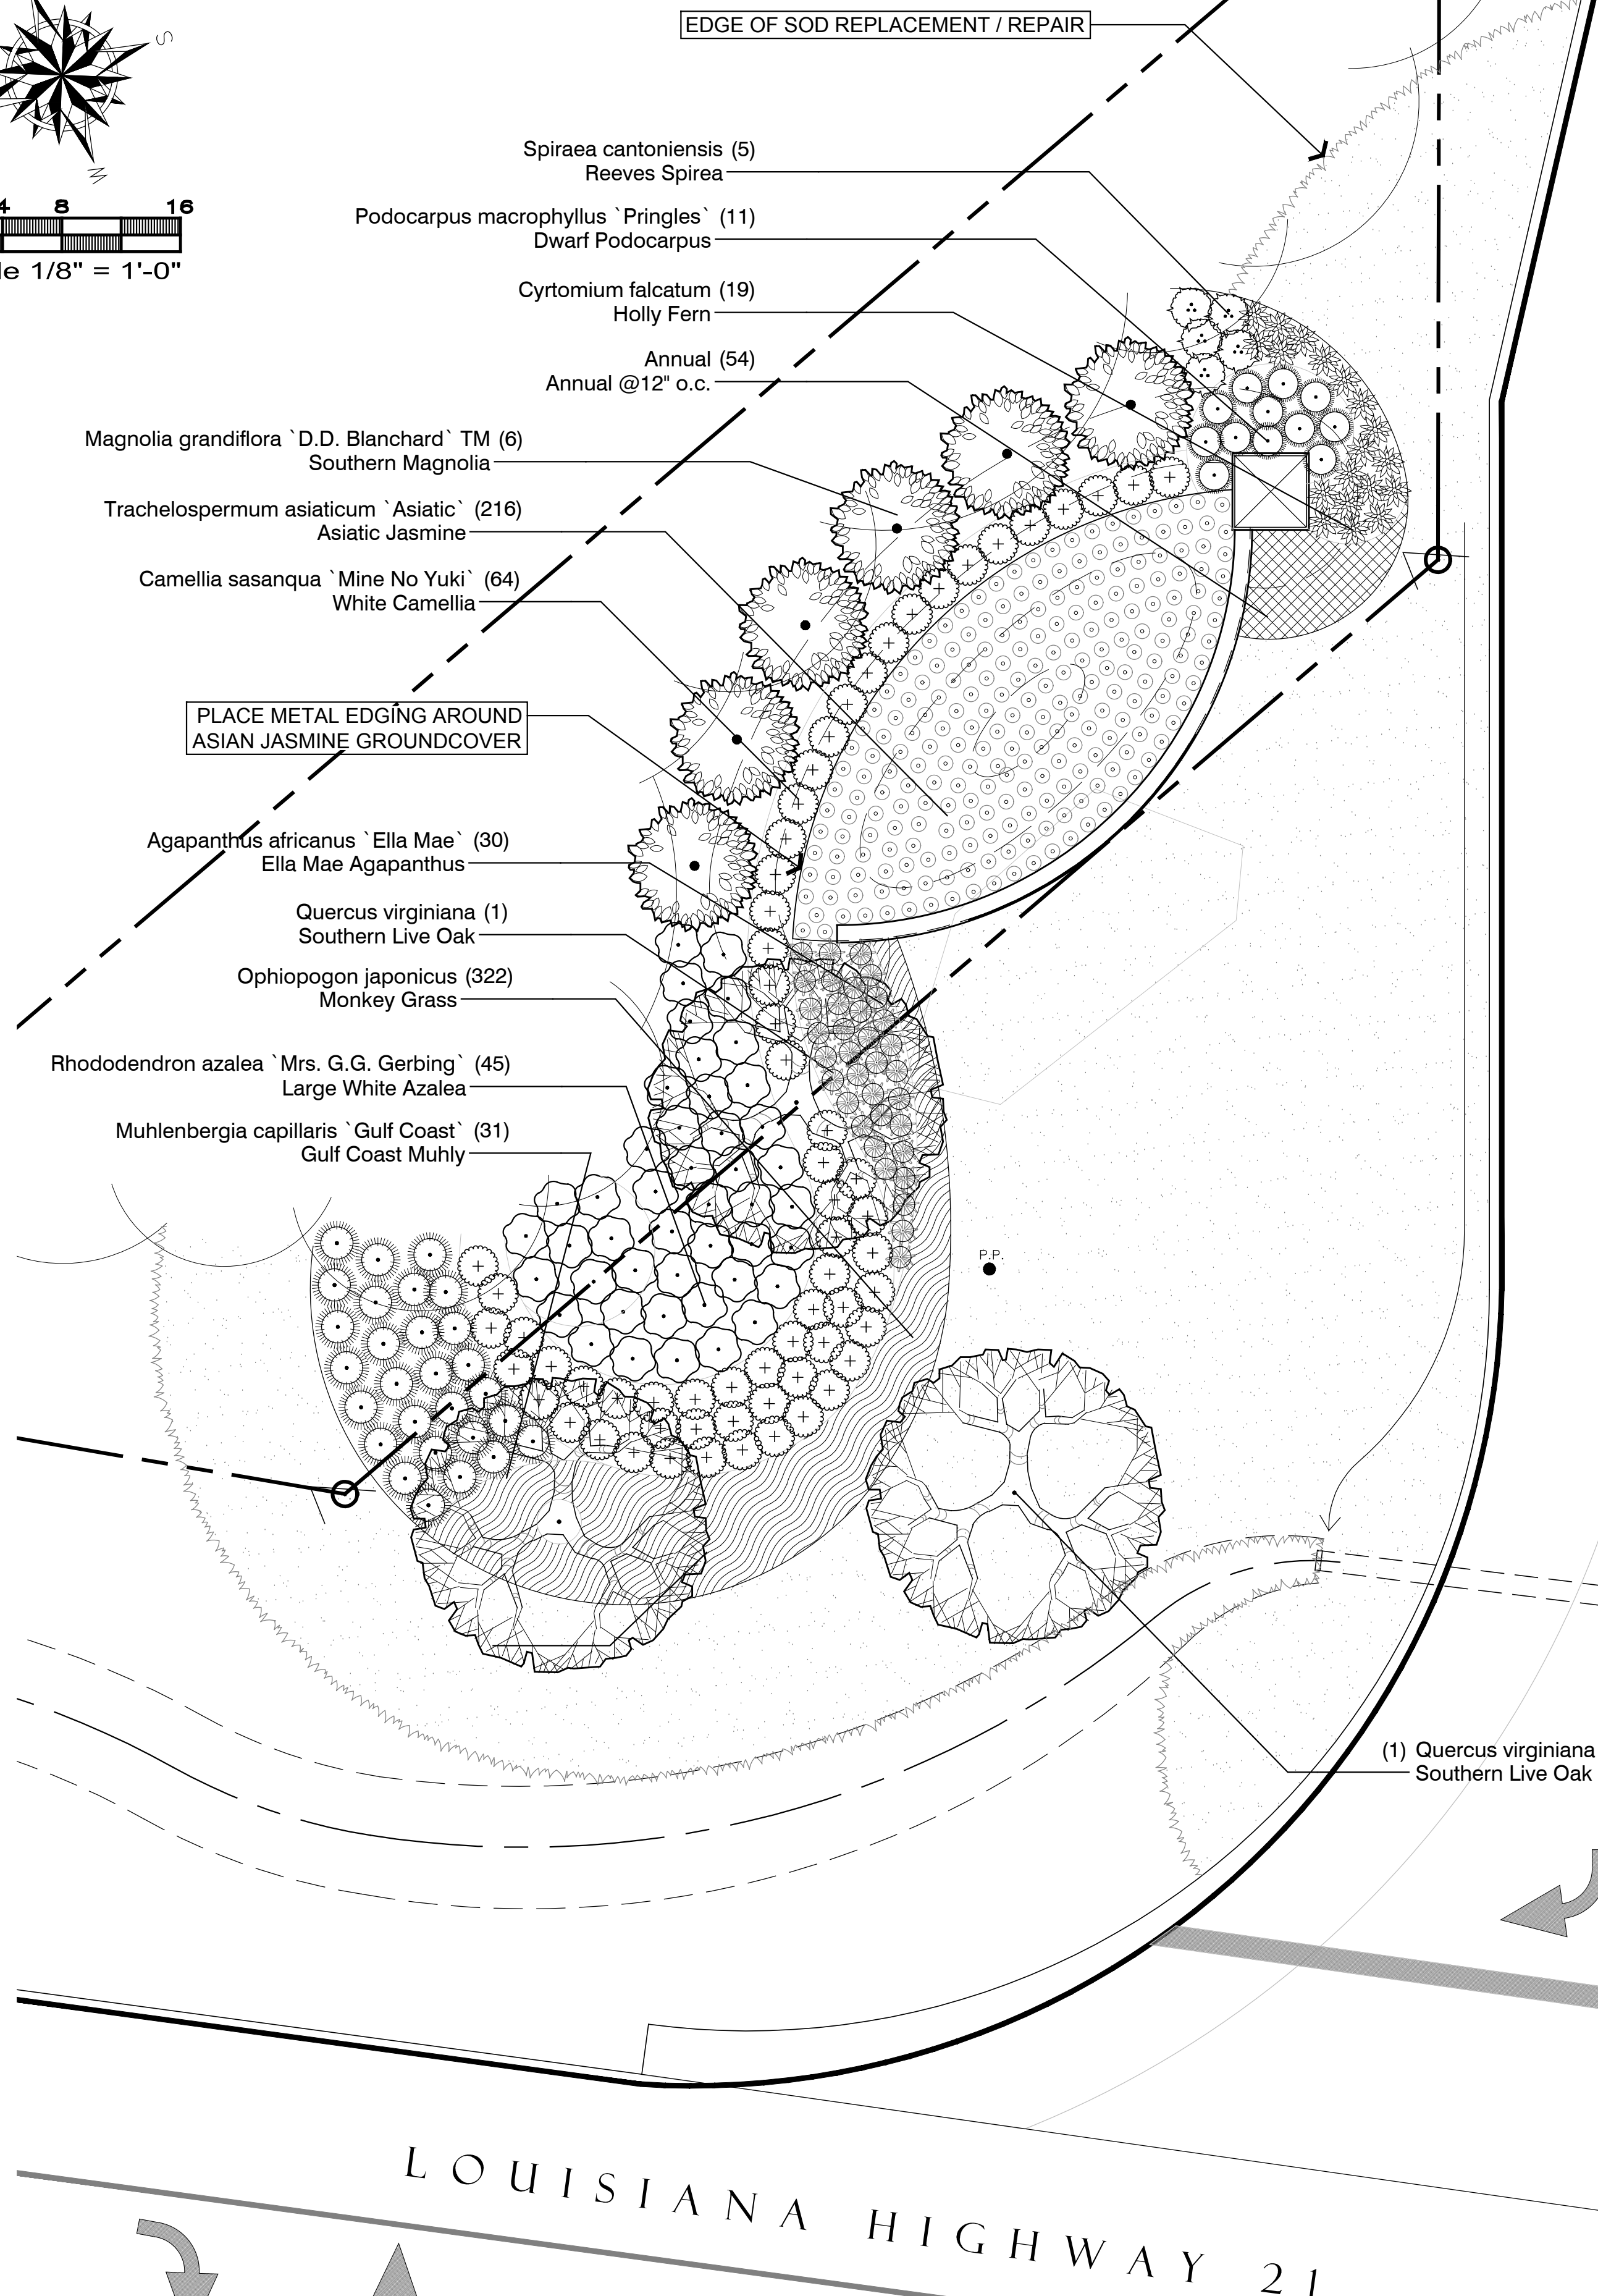 EDGE OF SOD REPLACEMENT / REPAIR
S
W
Spiraea cantoniensis (5)
Reeves Spirea
4 8 16
Podocarpus macrophyllus `Pringles` (11)
Dwarf Podocarpus
le 1/8" = 1'-0"
Cyrtomium falcatum (19)
Holly Fern
Annual (54)
Annual @12" o.c.
Magnolia grandiflora `D.D. Blanchard` TM (6)
Southern Magnolia
Trachelospermum asiaticum `Asiatic` (216)
Asiatic Jasmine
Camellia sasanqua `Mine No Yuki` (64)
White Camellia
PLACE METAL EDGING AROUND
ASIAN JASMINE GROUNDCOVER
Agapanthus africanus `Ella Mae` (30)
Ella Mae Agapanthus
Quercus virginiana (1)
Southern Live Oak
Ophiopogon japonicus (322)
Monkey Grass
Rhododendron azalea `Mrs. G.G. Gerbing` (45)
Large White Azalea
Muhlenbergia capillaris `Gulf Coast` (31)
Gulf Coast Muhly
P.P.
(1) Quercus virginiana
Southern Live Oak
LOUISIANA HIGHWAY 21